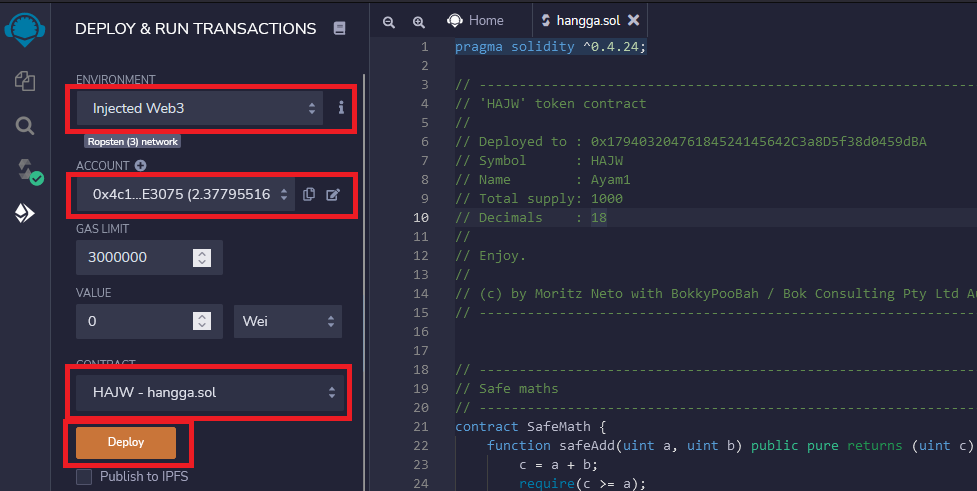 DEPLOY & RUN TRANSACTIONS
ENVIRONMENT
Injected Web3
i
Ropsten (3) network
ACCOUNT
0x4c1...E3075 (2.37795516
GAS LIMIT
3000000
VALUE
0
Wei
CONTRACT
HAJW - hangga.sol
Deploy
Publish to IPFS
Home
hangga.sol
1 pragma solidity ^0.4.24;
2
3 // ----------------------------------------------------------------
4 // 'HAJW' token contract
5 //
6 // Deployed to : 0x17940320476184524145642C3a8D5f38d0459dBA
7 // Symbol      : HAJW
8 // Name        : Ayam1
9 // Total supply: 1000
10 // Decimals    : 18
11 //
12 // Enjoy.
13 //
14 // (c) by Moritz Neto with BokkyPooBah / Bok Consulting Pty Ltd A
15 // ----------------------------------------------------------------
16
17
18 // ----------------------------------------------------------------
19 // Safe maths
20 // ----------------------------------------------------------------
21 contract SafeMath {
22     function safeAdd(uint a, uint b) public pure returns (uint c)
23         c = a + b;
24         require(c >= a);